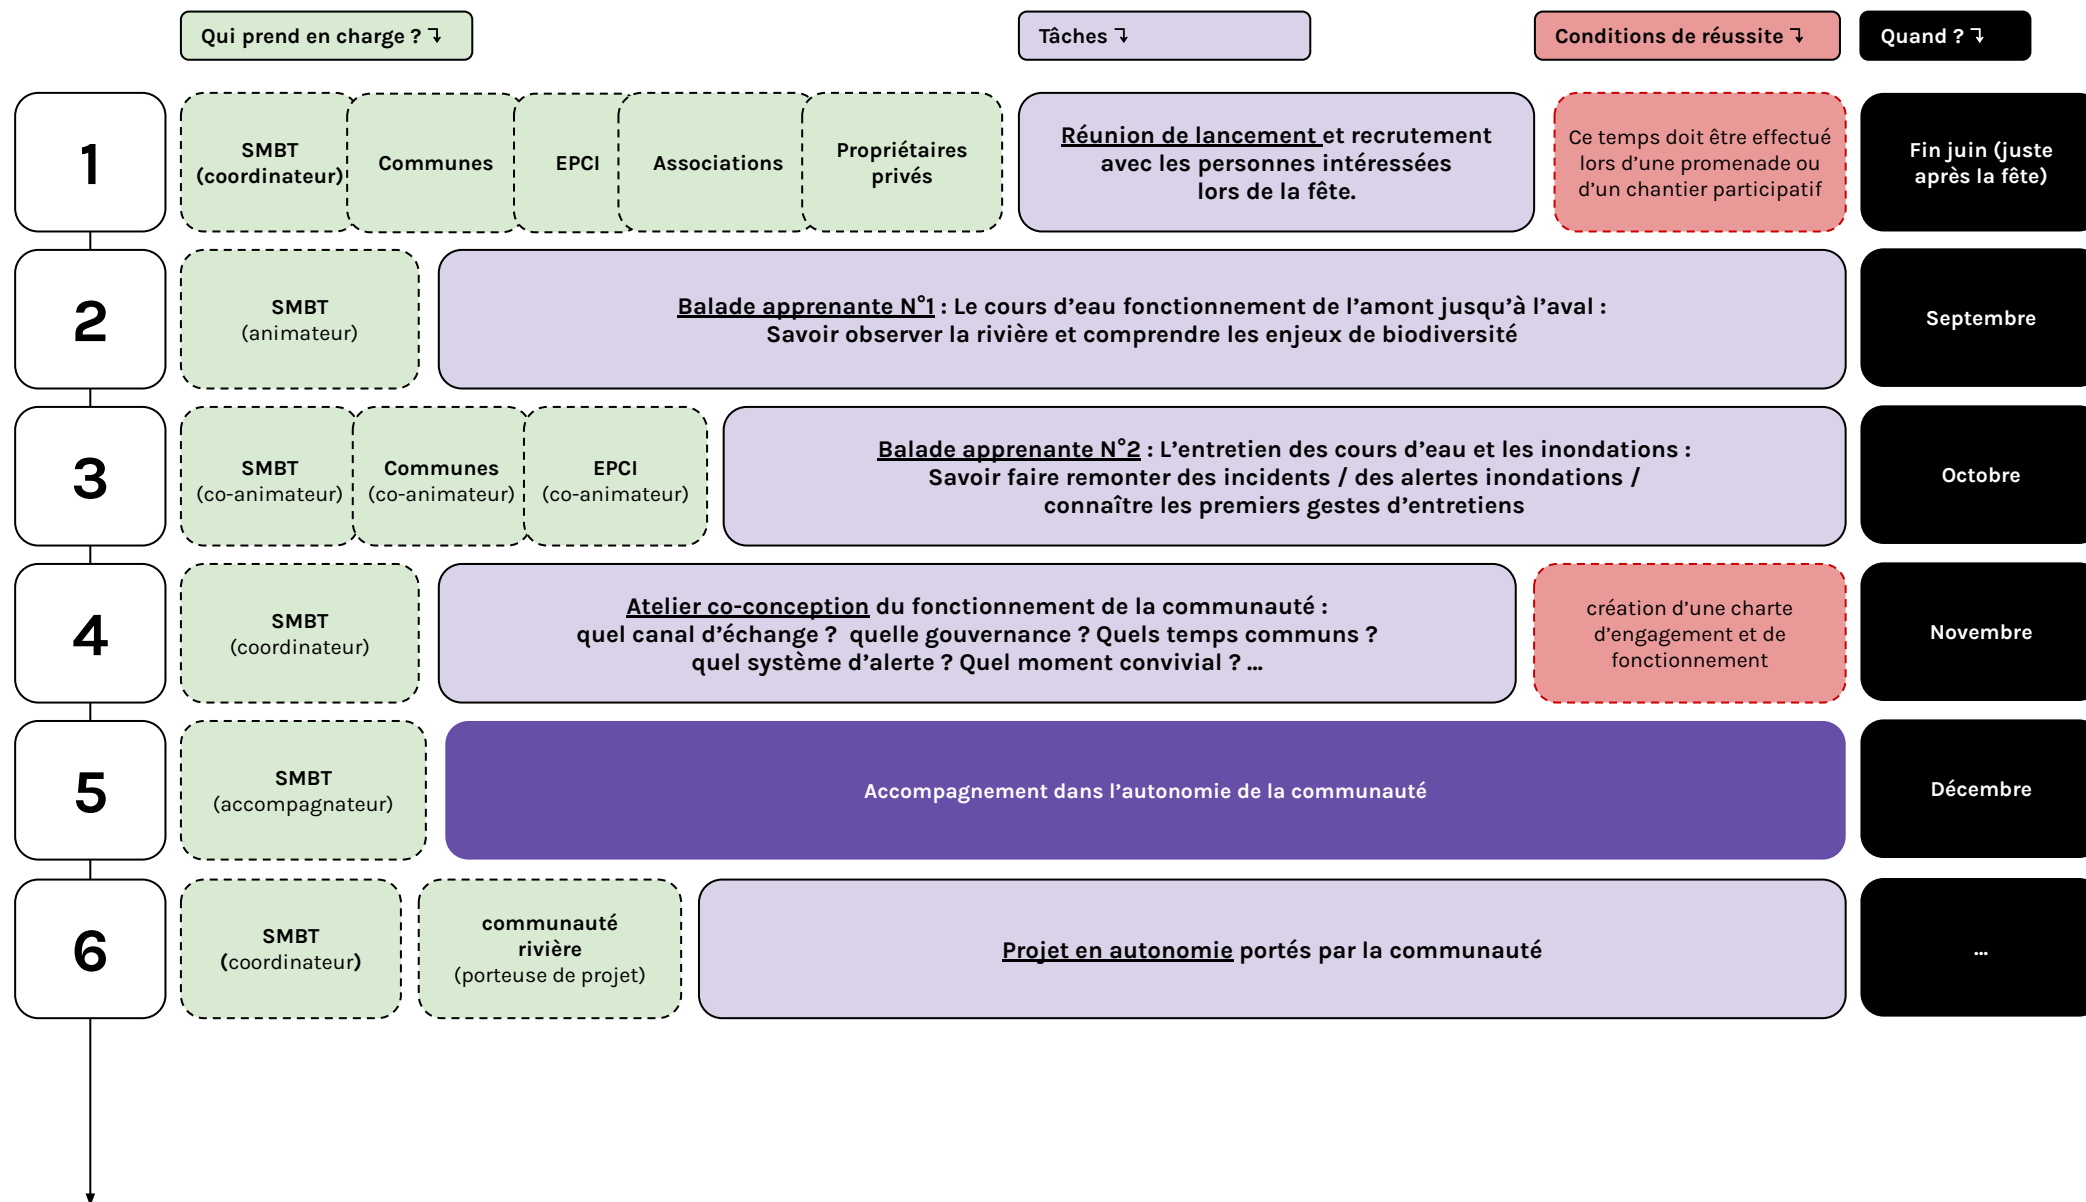 Qui prend en charge ? ↴
Tâches ↴
Conditions de réussite ↴
Quand ? ↴
1
SMBT
(coordinateur)
Communes
EPCI
Associations
Propriétaires
privés
Réunion de lancement et recrutement
avec les personnes intéressées
lors de la fête.
Ce temps doit être effectué
lors d’une promenade ou
d’un chantier participatif
Fin juin (juste
après la fête)
2
SMBT
(animateur)
Balade apprenante N°1 : Le cours d’eau fonctionnement de l’amont jusqu’à l’aval :
Savoir observer la rivière et comprendre les enjeux de biodiversité
Septembre
3
SMBT
(co-animateur)
Communes
(co-animateur)
EPCI
(co-animateur)
Balade apprenante N°2 : L’entretien des cours d’eau et les inondations :
Savoir faire remonter des incidents / des alertes inondations /
connaître les premiers gestes d’entretiens
Octobre
4
SMBT
(coordinateur)
Atelier co-conception du fonctionnement de la communauté :
quel canal d’échange ? quelle gouvernance ? Quels temps communs ?
quel système d’alerte ? Quel moment convivial ? …
création d’une charte
d’engagement et de
fonctionnement
Novembre
5
SMBT
(accompagnateur)
Accompagnement dans l’autonomie de la communauté
Décembre
6
SMBT
(coordinateur)
communauté
rivière
(porteuse de projet)
Projet en autonomie portés par la communauté
…